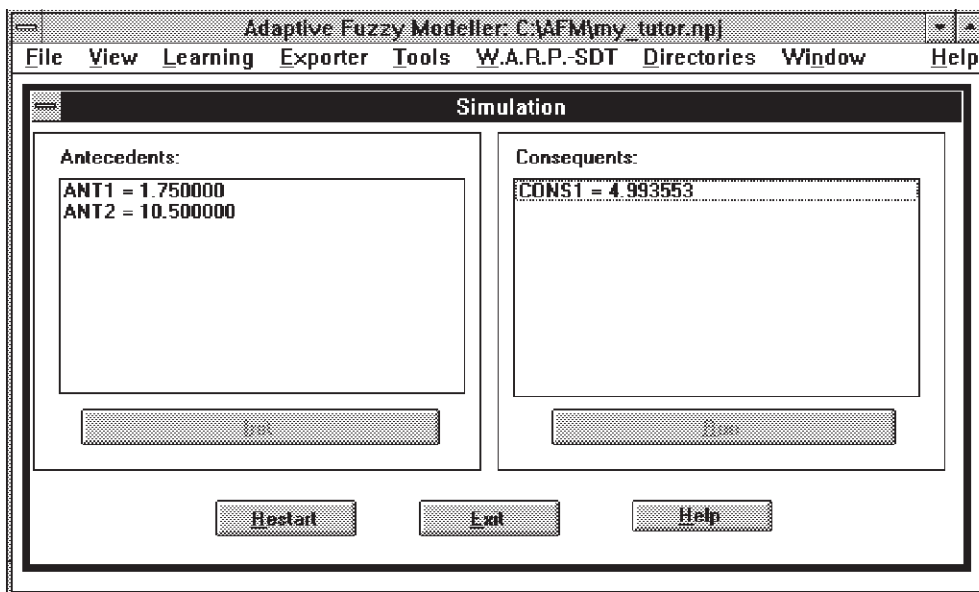 Adaptive Fuzzy Modeller: C:\AFM\my_tutor.npj
File View Learning Exporter Tools W.A.R.P.-SDT Directories Window Help
Simulation
Antecedents:
ANT1 = 1.750000
ANT2 = 10.500000
Consequents:
CONS1 = 4.993553
Run
Restart Exit Help